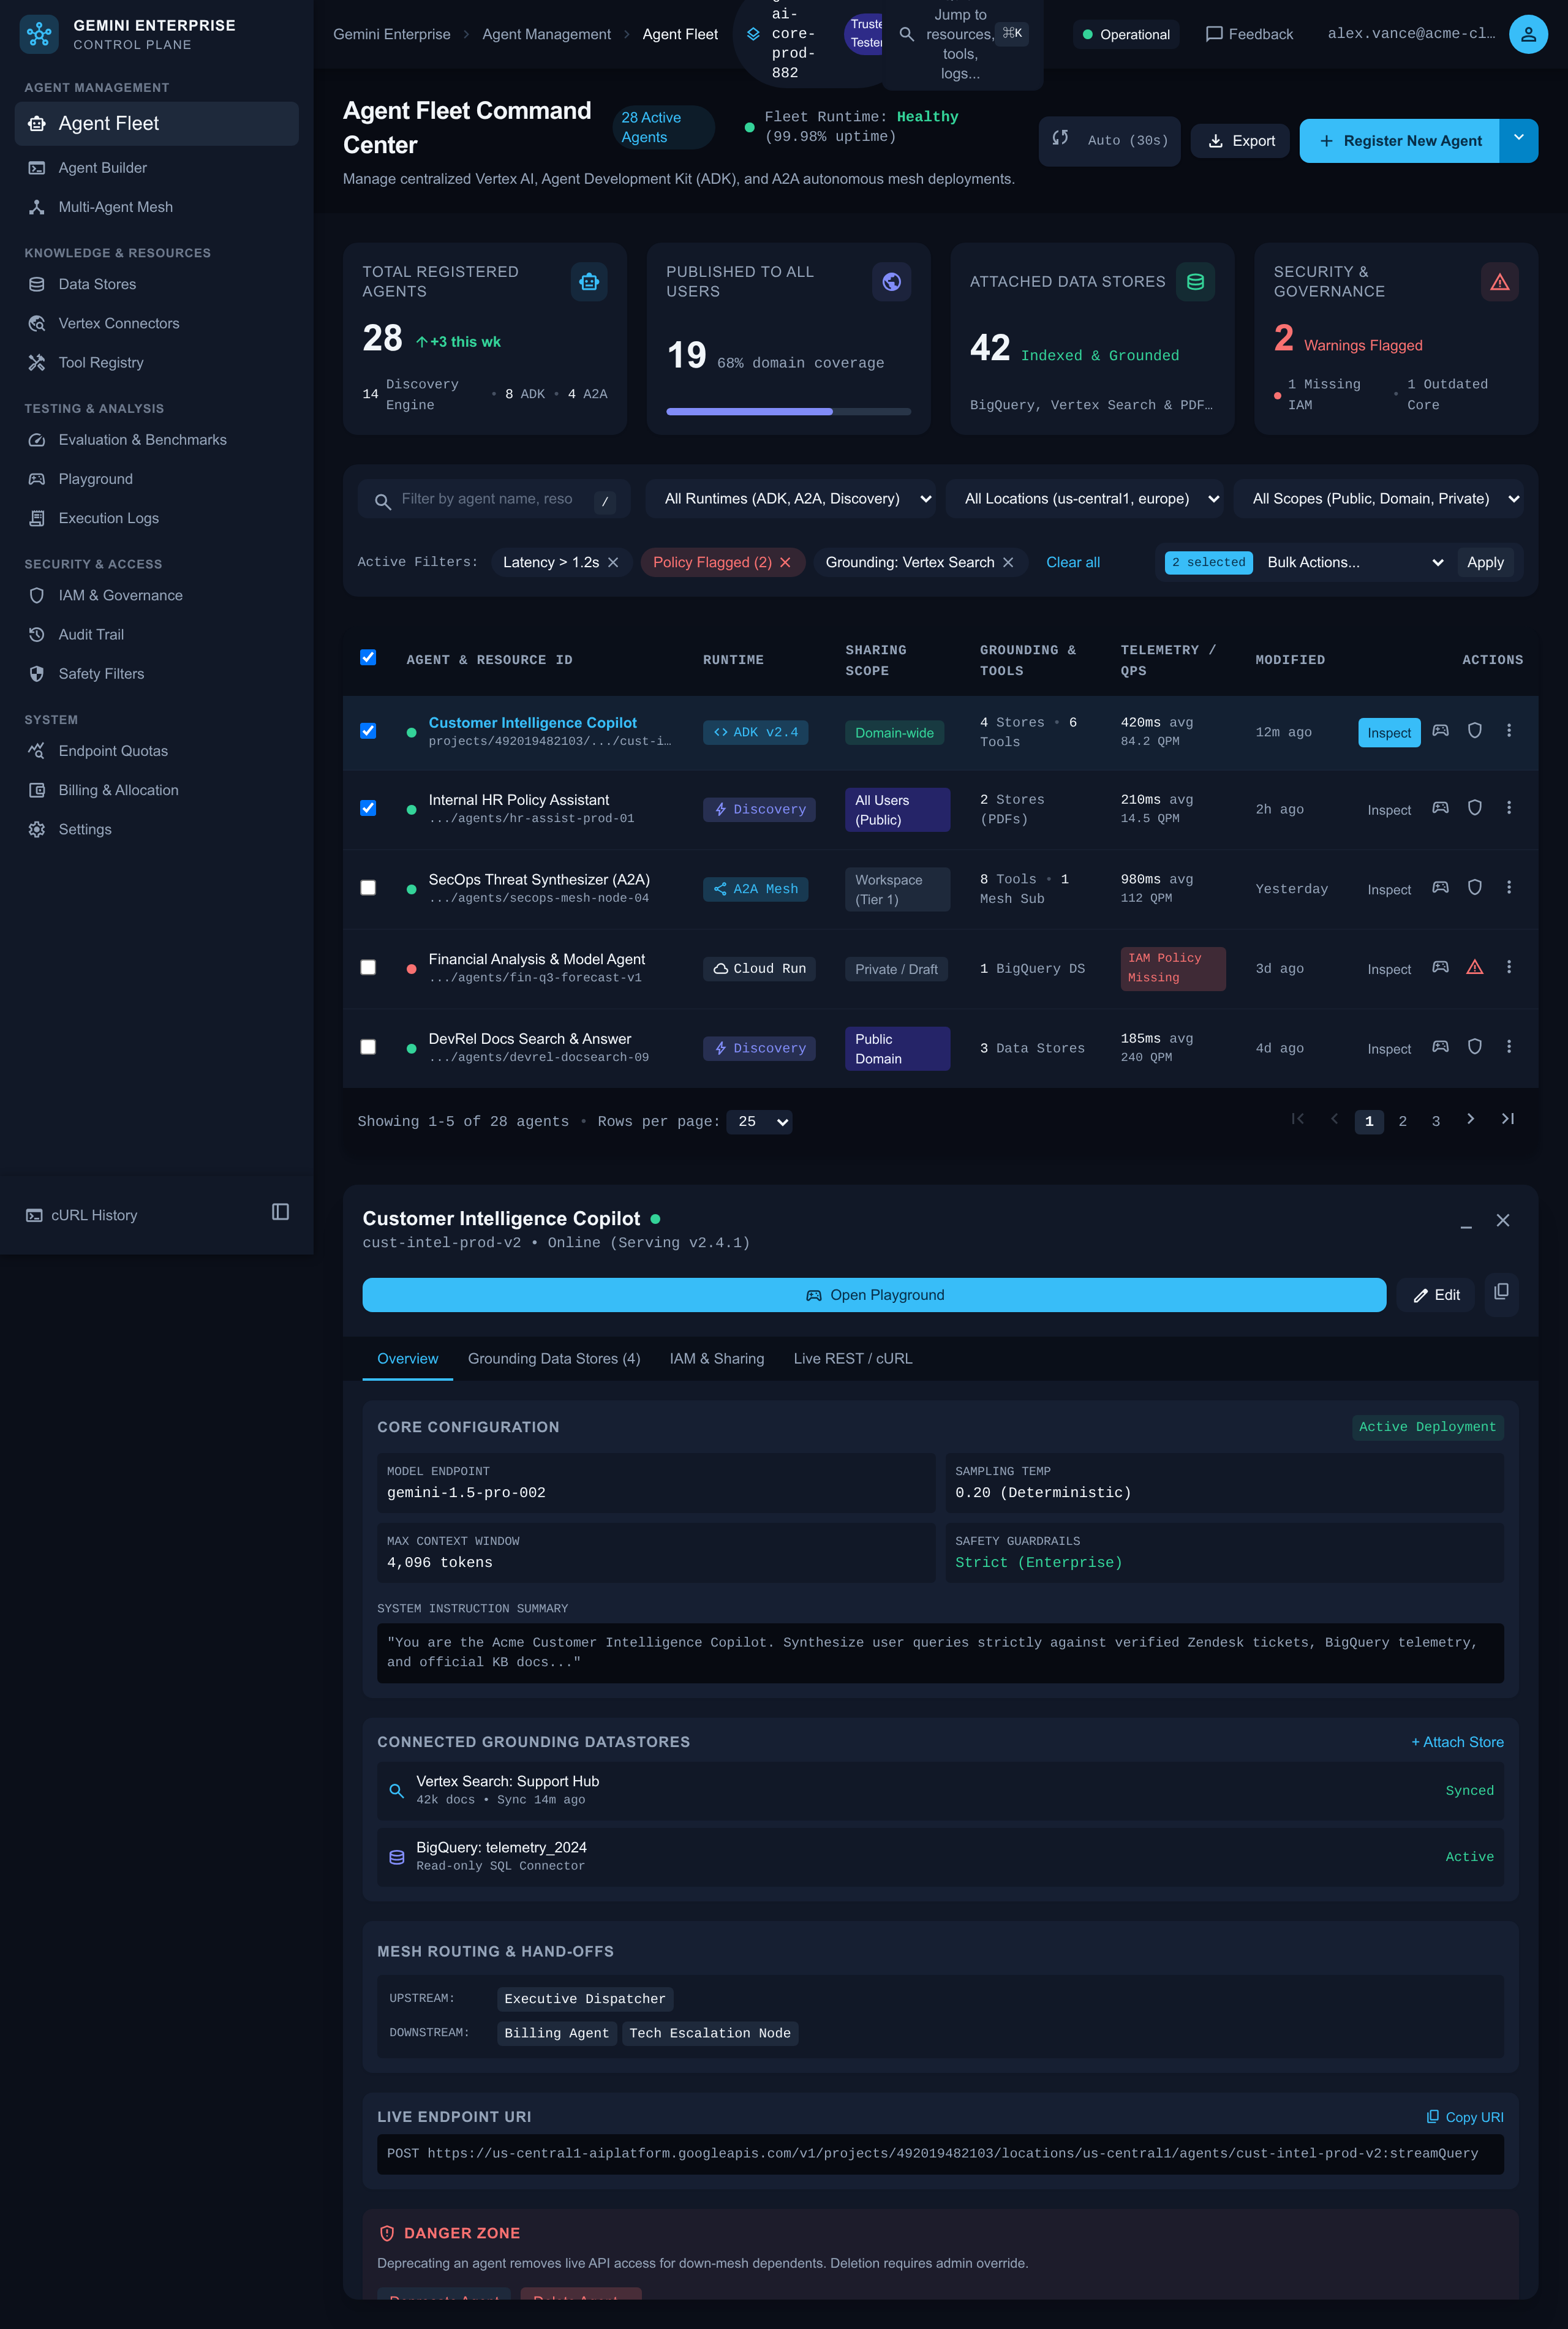 GEMINI ENTERPRISE
CONTROL PLANE
AGENT MANAGEMENT
Agent Fleet
Agent Builder
Multi-Agent Mesh
KNOWLEDGE & RESOURCES
Data Stores
Vertex Connectors
Tool Registry
TESTING & ANALYSIS
Evaluation & Benchmarks
Playground
Execution Logs
SECURITY & ACCESS
IAM & Governance
Audit Trail
Safety Filters
SYSTEM
Endpoint Quotas
Billing & Allocation
Settings
cURL History
Gemini Enterprise
Agent Management
Agent Fleet
ai-
core-
prod-
882
Jump to
resources,
tools,
logs...
⌘K
Operational
Feedback
alex.vance@acme-cl…
Agent Fleet Command
Center
28 Active
Agents
Fleet Runtime: Healthy
(99.98% uptime)
Manage centralized Vertex AI, Agent Development Kit (ADK), and A2A autonomous mesh deployments.
Auto (30s)
Export
Register New Agent
TOTAL REGISTERED
AGENTS
28 +3 this wk
14 Discovery
Engine
• 8 ADK • 4 A2A
PUBLISHED TO ALL
USERS
19 68% domain coverage
ATTACHED DATA STORES
42 Indexed & Grounded
BigQuery, Vertex Search & PDF…
SECURITY &
GOVERNANCE
2 Warnings Flagged
1 Missing
IAM
• 1 Outdated
Core
Filter by agent name, reso
/
All Runtimes (ADK, A2A, Discovery)
All Locations (us-central1, europe)
All Scopes (Public, Domain, Private)
Active Filters:
Latency > 1.2s
Policy Flagged (2)
Grounding: Vertex Search
Clear all
2 selected
Bulk Actions...
Apply
AGENT & RESOURCE ID
RUNTIME
SHARING
SCOPE
GROUNDING &
TOOLS
TELEMETRY /
QPS
MODIFIED
ACTIONS
Customer Intelligence Copilot
projects/492019482103/.../cust-i…
ADK v2.4
Domain-wide
4 Stores • 6
Tools
420ms avg
84.2 QPM
12m ago
Inspect
Internal HR Policy Assistant
.../agents/hr-assist-prod-01
Discovery
All Users
(Public)
2 Stores
(PDFs)
210ms avg
14.5 QPM
2h ago
Inspect
SecOps Threat Synthesizer (A2A)
.../agents/secops-mesh-node-04
A2A Mesh
Workspace
(Tier 1)
8 Tools • 1
Mesh Sub
980ms avg
112 QPM
Yesterday
Inspect
Financial Analysis & Model Agent
.../agents/fin-q3-forecast-v1
Cloud Run
Private / Draft
1 BigQuery DS
IAM Policy
Missing
3d ago
Inspect
DevRel Docs Search & Answer
.../agents/devrel-docsearch-09
Discovery
Public
Domain
3 Data Stores
185ms avg
240 QPM
4d ago
Inspect
Showing 1-5 of 28 agents • Rows per page: 25
1 2 3
Customer Intelligence Copilot
cust-intel-prod-v2 • Online (Serving v2.4.1)
Open Playground
Edit
Overview
Grounding Data Stores (4)
IAM & Sharing
Live REST / cURL
CORE CONFIGURATION
Active Deployment
MODEL ENDPOINT
gemini-1.5-pro-002
SAMPLING TEMP
0.20 (Deterministic)
MAX CONTEXT WINDOW
4,096 tokens
SAFETY GUARDRAILS
Strict (Enterprise)
SYSTEM INSTRUCTION SUMMARY
"You are the Acme Customer Intelligence Copilot. Synthesize user queries strictly against verified Zendesk tickets, BigQuery telemetry,
and official KB docs..."
CONNECTED GROUNDING DATASTORES
+ Attach Store
Vertex Search: Support Hub
42k docs • Sync 14m ago
Synced
BigQuery: telemetry_2024
Read-only SQL Connector
Active
MESH ROUTING & HAND-OFFS
UPSTREAM:
Executive Dispatcher
DOWNSTREAM:
Billing Agent
Tech Escalation Node
LIVE ENDPOINT URI
Copy URI
POST https://us-central1-aiplatform.googleapis.com/v1/projects/492019482103/locations/us-central1/agents/cust-intel-prod-v2:streamQuery
DANGER ZONE
Deprecating an agent removes live API access for down-mesh dependents. Deletion requires admin override.